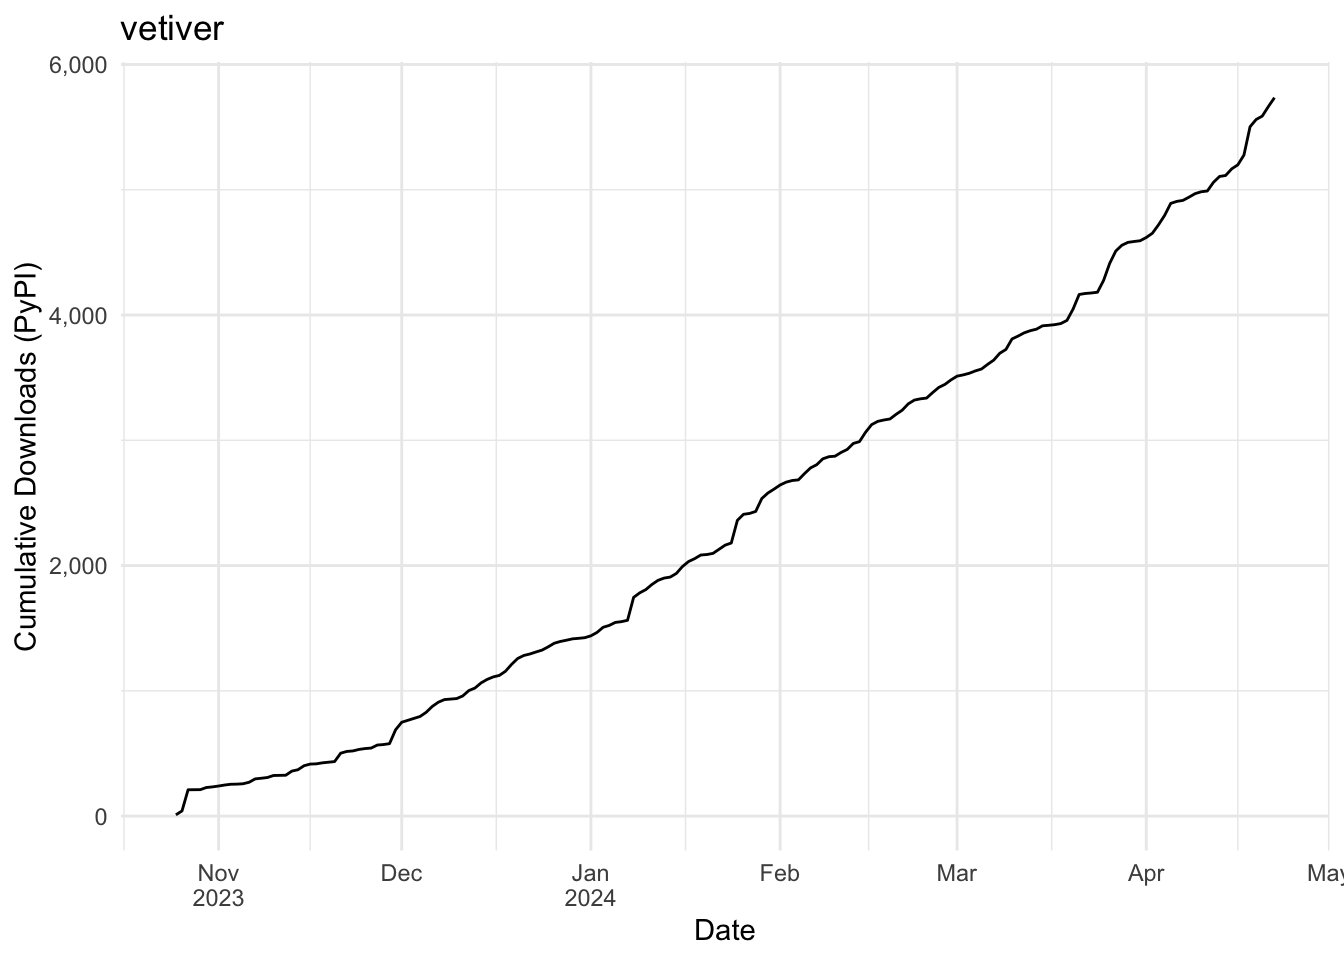 vetiver
6,000
4,000
2,000
0
Cumulative Downloads (PyPI)
Nov Dec Jan Feb Mar Apr May
2023 2024
Date